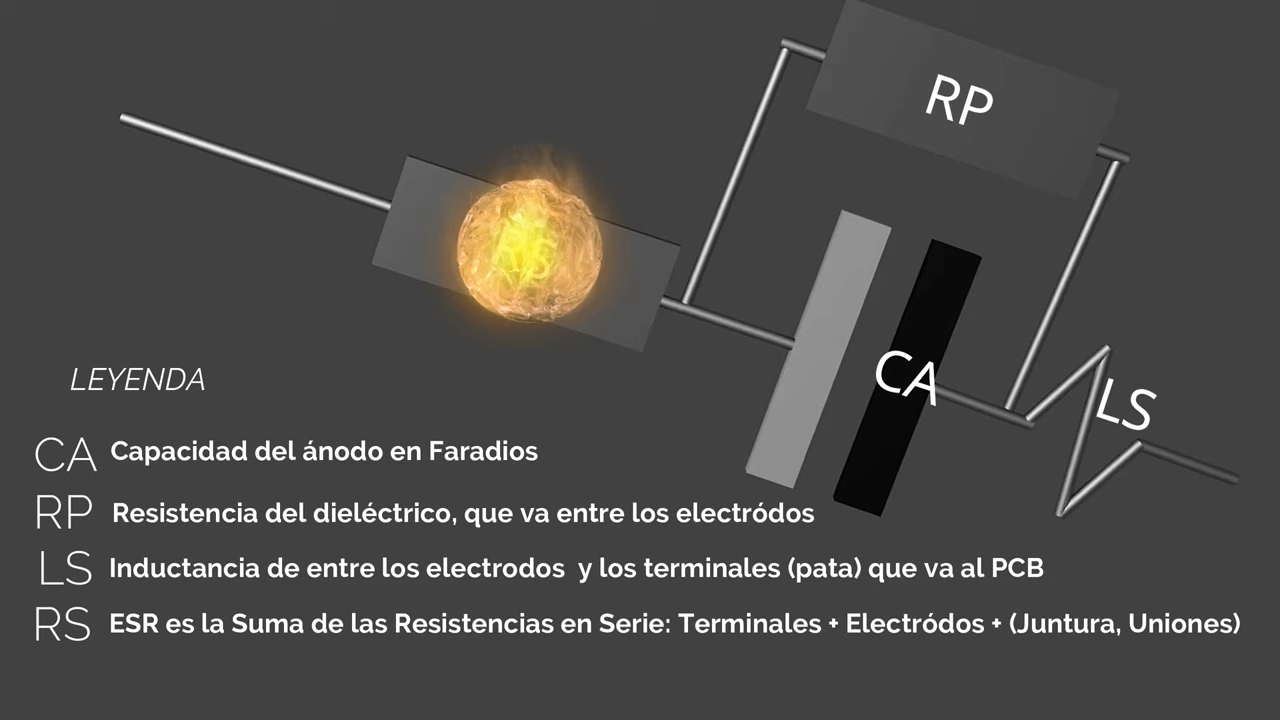 RP
RS
CA
LS
LEYENDA
CA Capacidad del ánodo en Faradios
RP Resistencia del dieléctrico, que va entre los electródos
LS Inductancia de entre los electrodos y los terminales (pata) que va al PCB
RS ESR es la Suma de las Resistencias en Serie: Terminales + Electródos + (Juntura, Uniones)